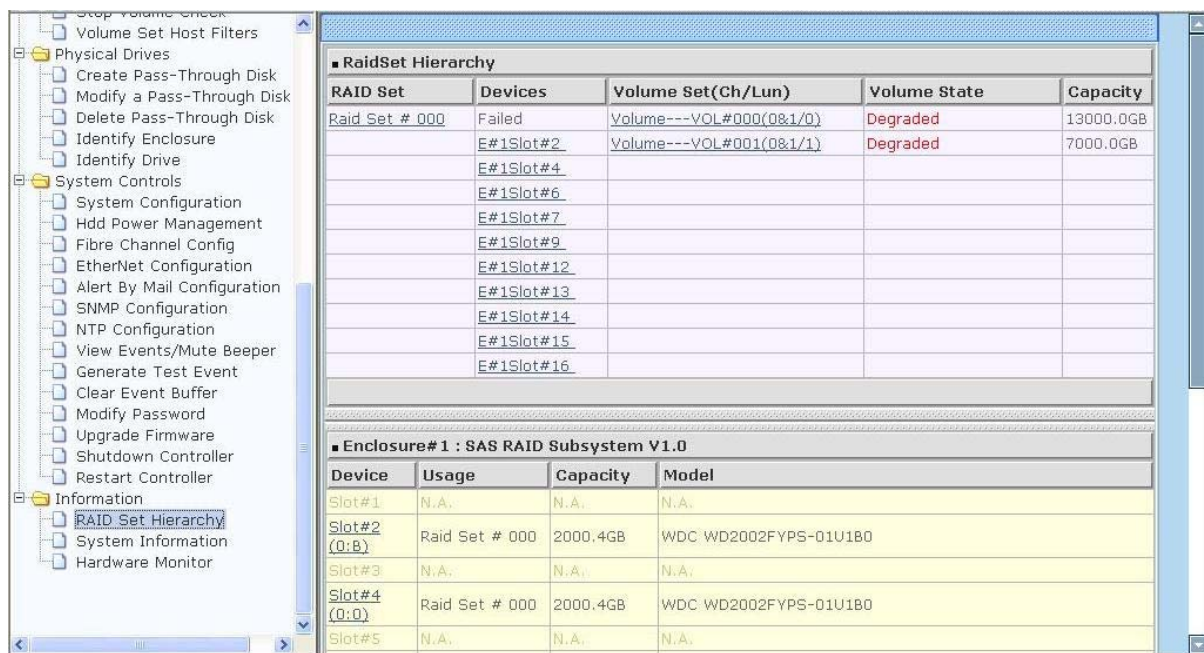 Stop Volume Check
Volume Set Host Filters
Physical Drives
Create Pass-Through Disk
Modify a Pass-Through Disk
Delete Pass-Through Disk
Identify Enclosure
Identify Drive
System Controls
System Configuration
Hdd Power Management
Fibre Channel Config
EtherNet Configuration
Alert By Mail Configuration
SNMP Configuration
NTP Configuration
View Events/Mute Beeper
Generate Test Event
Clear Event Buffer
Modify Password
Upgrade Firmware
Shutdown Controller
Restart Controller
Information
RAID Set Hierarchy
System Information
Hardware Monitor
RaidSet Hierarchy
RAID Set Devices Volume Set(Ch/Lun) Volume State Capacity
Raid Set # 000 Failed Volume---VOL#000(0&1/0) Degraded 13000.0GB
E#1Slot#2 Volume---VOL#001(0&1/1) Degraded 7000.0GB
E#1Slot#4
E#1Slot#6
E#1Slot#7
E#1Slot#9
E#1Slot#12
E#1Slot#13
E#1Slot#14
E#1Slot#15
E#1Slot#16
Enclosure#1 : SAS RAID Subsystem V1.0
Device Usage Capacity Model
Slot#1 N.A. N.A. N.A.
Slot#2 (0:B) Raid Set # 000 2000.4GB WDC WD2002FYPS-01U1B0
Slot#3 N.A. N.A. N.A.
Slot#4 (0:0) Raid Set # 000 2000.4GB WDC WD2002FYPS-01U1B0
Slot#5 N.A. N.A. N.A.